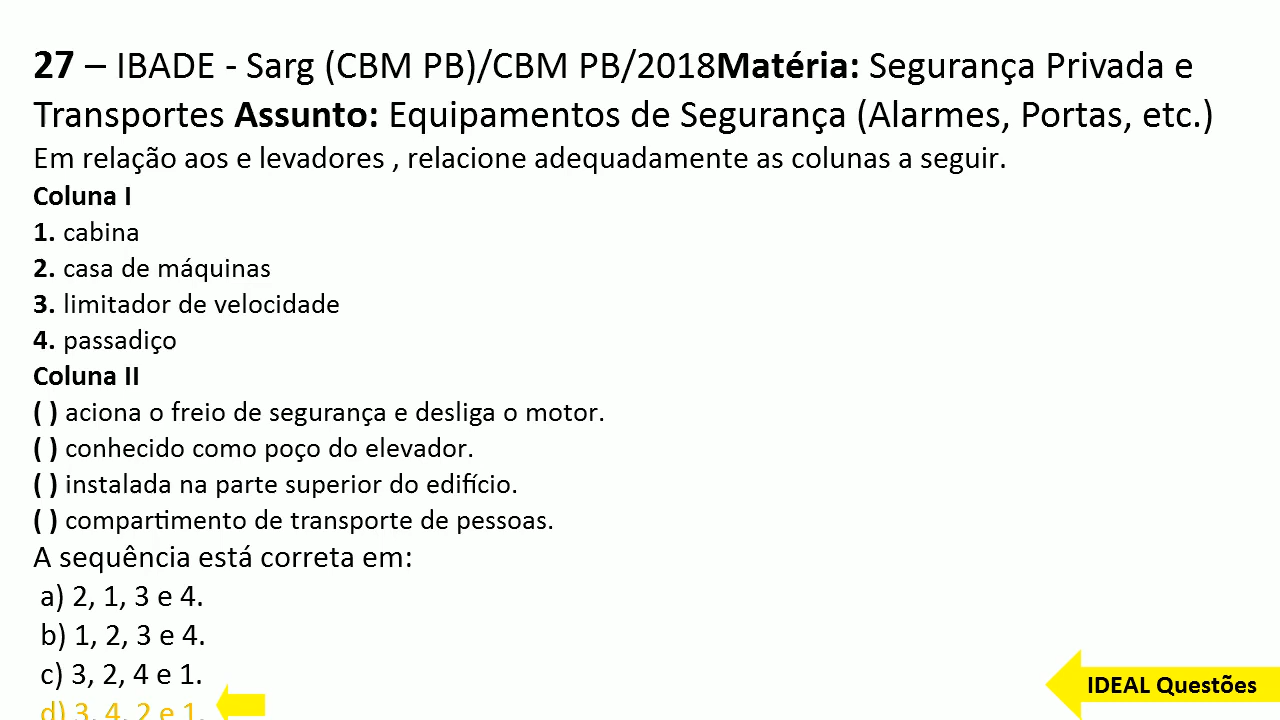 27 – IBADE - Sarg (CBM PB)/CBM PB/2018Matéria: Segurança Privada e
Transportes Assunto: Equipamentos de Segurança (Alarmes, Portas, etc.)
Em relação aos e levadores , relacione adequadamente as colunas a seguir.
Coluna I
1. cabina
2. casa de máquinas
3. limitador de velocidade
4. passadiço
Coluna II
( ) aciona o freio de segurança e desliga o motor.
( ) conhecido como poço do elevador.
( ) instalada na parte superior do edifício.
( ) compartimento de transporte de pessoas.
A sequência está correta em:
a) 2, 1, 3 e 4.
b) 1, 2, 3 e 4.
c) 3, 2, 4 e 1.
d) 3, 4, 2 e 1.
IDEAL Questões